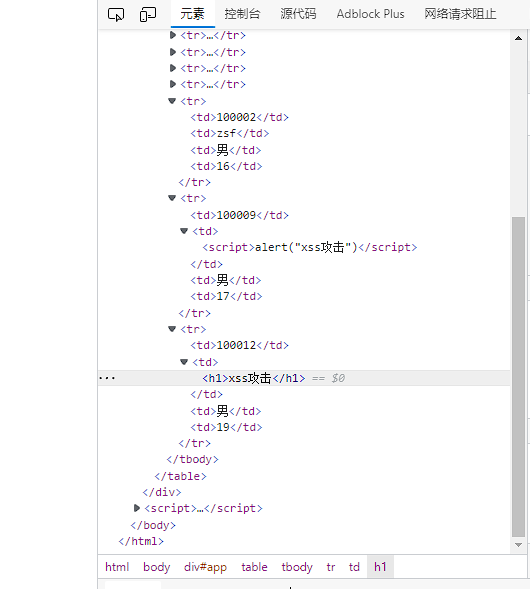 元素 控制台 源代码 Adblock Plus 网络请求阻止
<tr>…</tr>
<tr>…</tr>
<tr>…</tr>
<tr>…</tr>
<tr>
<td>100002</td>
<td>zsf</td>
<td>男</td>
<td>16</td>
</tr>
<tr>
<td>100009</td>
<td>
<script>alert("xss攻击")</script>
</td>
<td>男</td>
<td>17</td>
</tr>
<tr>
<td>100012</td>
<td>
··· <h1>xss攻击</h1> == $0
</td>
<td>男</td>
<td>19</td>
</tr>
</tbody>
</table>
</div>
<script>…</script>
</body>
</html>
html body div#app table tbody tr td h1